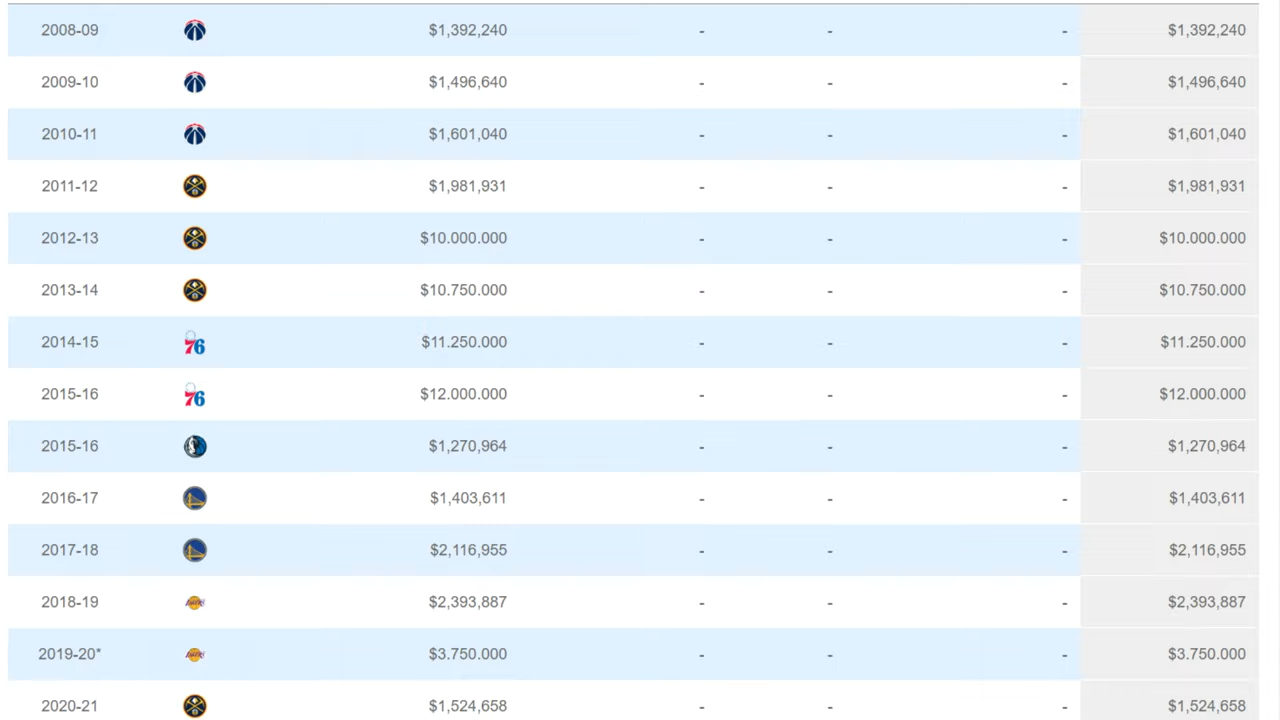 2008-09 $1,392,240 - - - $1,392,240
2009-10 $1,496,640 - - - $1,496,640
2010-11 $1,601,040 - - - $1,601,040
2011-12 $1,981,931 - - - $1,981,931
2012-13 $10.000.000 - - - $10.000.000
2013-14 $10.750.000 - - - $10.750.000
2014-15 76 $11.250.000 - - - $11.250.000
2015-16 76 $12.000.000 - - - $12.000.000
2015-16 $1,270,964 - - - $1,270,964
2016-17 $1,403,611 - - - $1,403,611
2017-18 $2,116,955 - - - $2,116,955
2018-19 LAKERS $2,393,887 - - - $2,393,887
2019-20* LAKERS $3.750.000 - - - $3.750.000
2020-21 $1,524,658 - - - $1,524,658